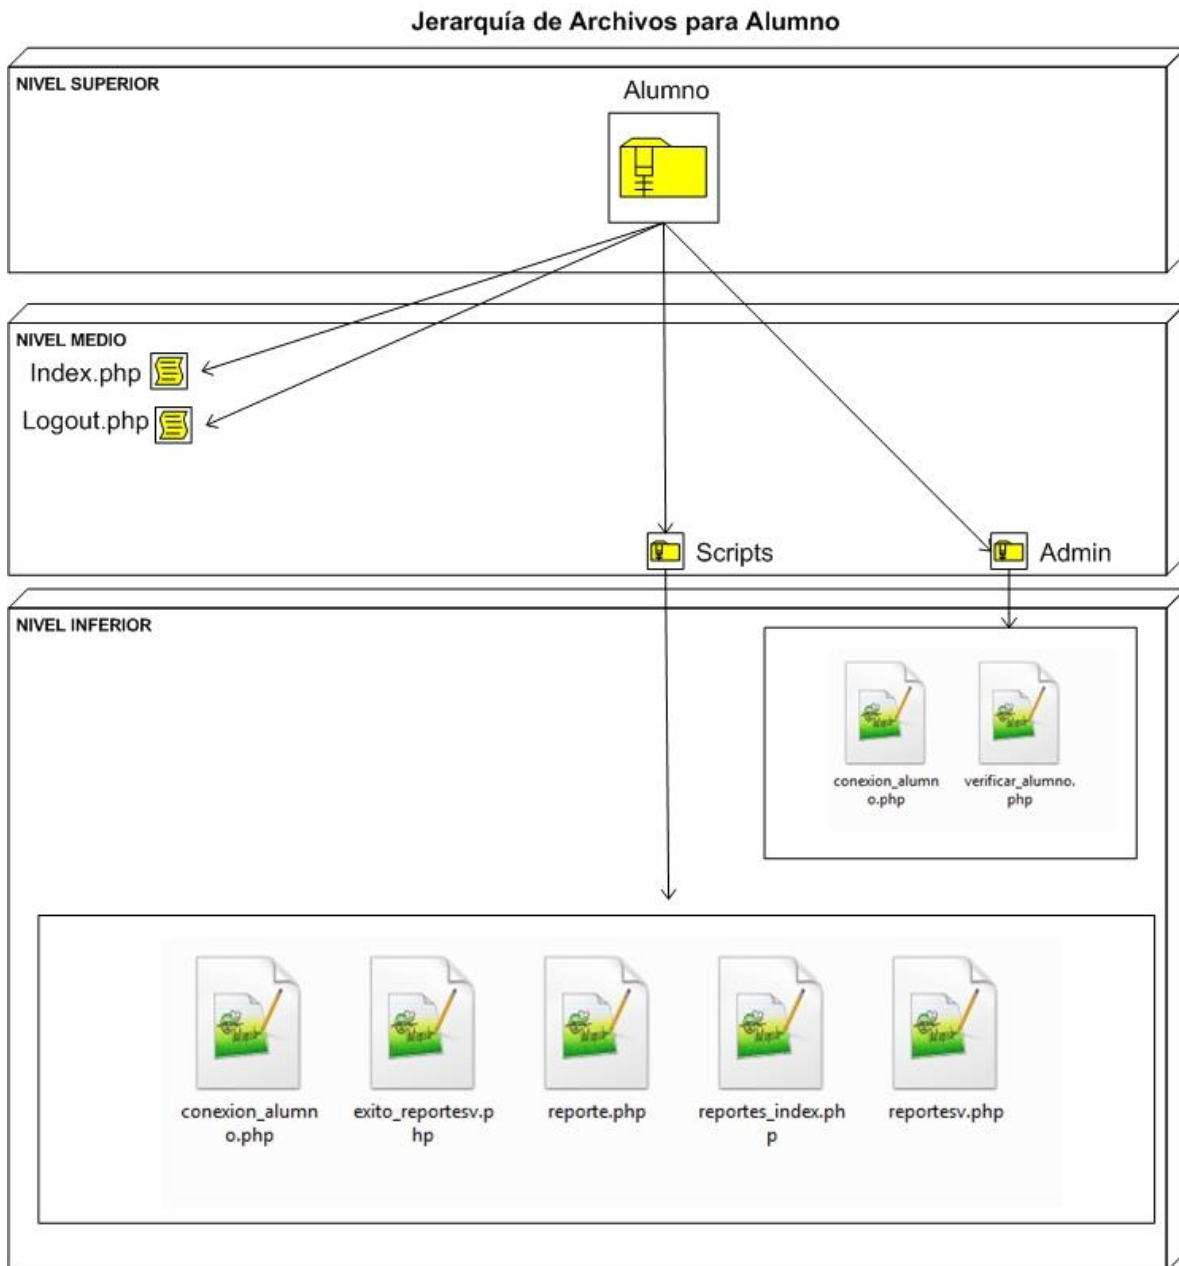 Jerarquía de Archivos para Alumno
NIVEL SUPERIOR
Alumno
NIVEL MEDIO
Index.php
Logout.php
Scripts
Admin
NIVEL INFERIOR
conexion_alumn
o.php
verificar_alumno.
php
conexion_alumn
o.php
exito_reportesv.p
hp
reporte.php
reportes_index.ph
p
reportesv.php